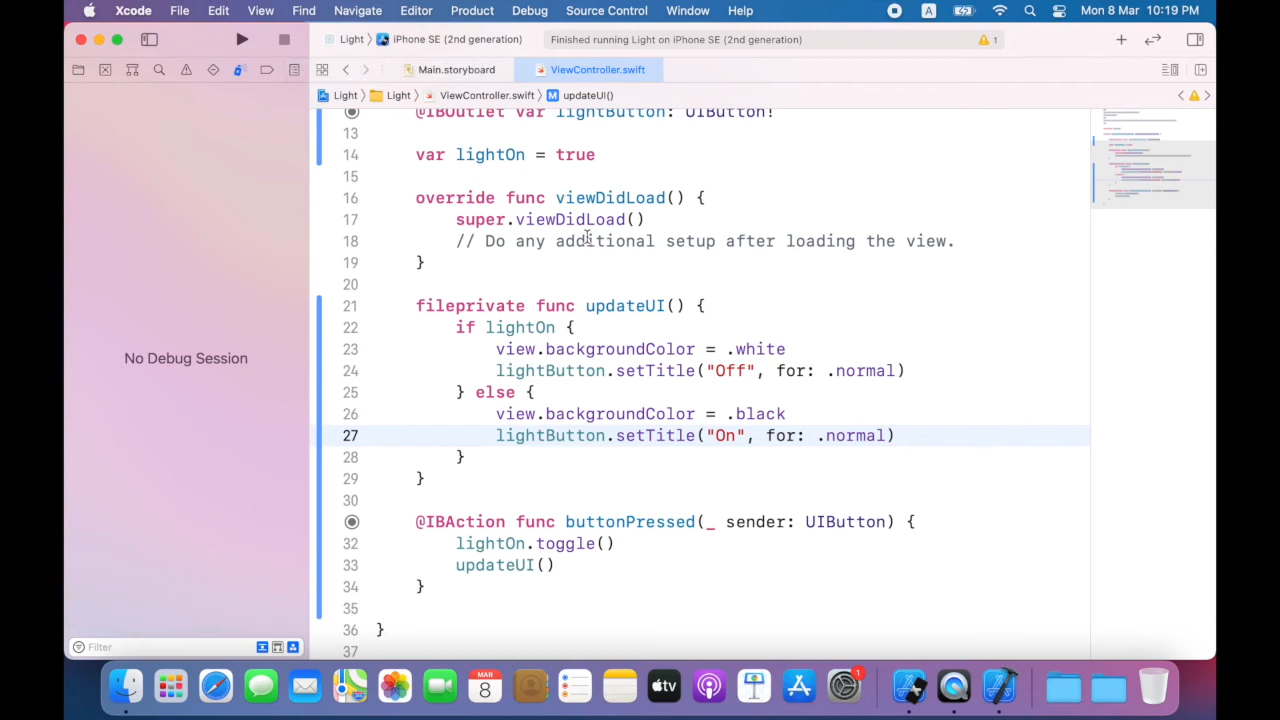 Xcode File Edit View Find Navigate Editor Product Debug Source Control Window Help A Mon 8 Mar 10:19 PM
Light iPhone SE (2nd generation) Finished running Light on iPhone SE (2nd generation) 1
Main.storyboard ViewController.swift
Light Light ViewController.swift M updateUI()
@IBOutlet var lightButton: UIButton!
13
14 var lightOn = true
15
16 override func viewDidLoad() {
17 super.viewDidLoad()
18 // Do any additional setup after loading the view.
19 }
20
21 fileprivate func updateUI() {
22 if lightOn {
23 view.backgroundColor = .white
24 lightButton.setTitle("Off", for: .normal)
25 } else {
26 view.backgroundColor = .black
27 lightButton.setTitle("On", for: .normal)
28 }
29 }
30
@IBAction func buttonPressed(_ sender: UIButton) {
32 lightOn.toggle()
33 updateUI()
34 }
35
36 }
37
No Debug Session
Filter
MAR
8
tv
1